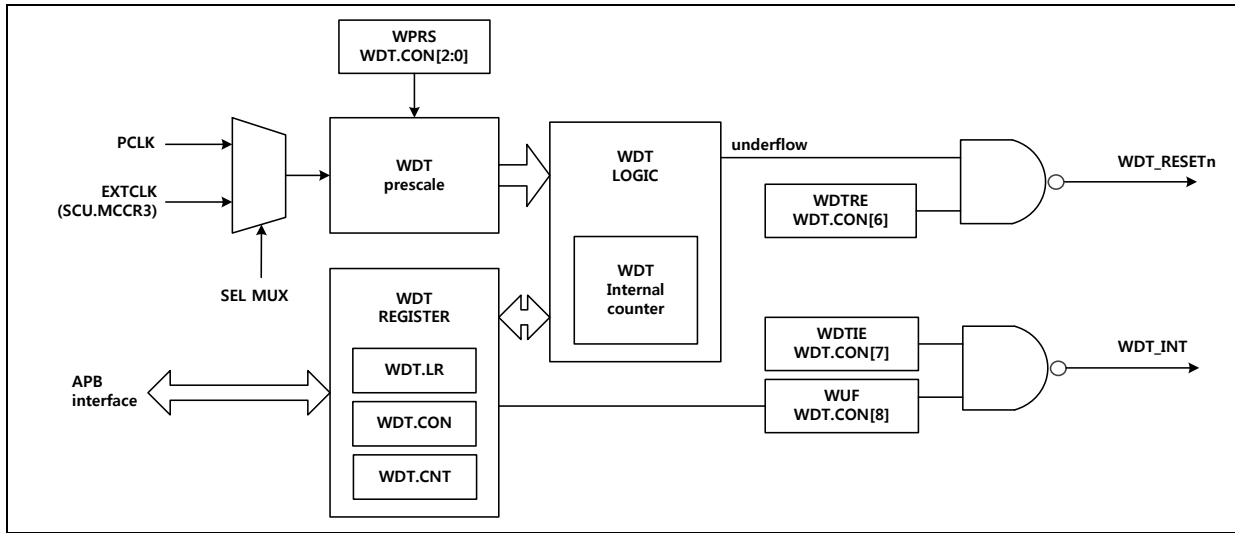 WPRS
WDT.CON[2:0]
PCLK
EXTCLK
(SCU.MCCR3)
SEL MUX
WDT
prescale
WDT
LOGIC
WDT
Internal
counter
underflow
WDTRE
WDT.CON[6]
WDT_RESETn
WDT
REGISTER
WDT.LR
WDT.CON
WDT.CNT
APB
interface
WDTIE
WDT.CON[7]
WUF
WDT.CON[8]
WDT_INT